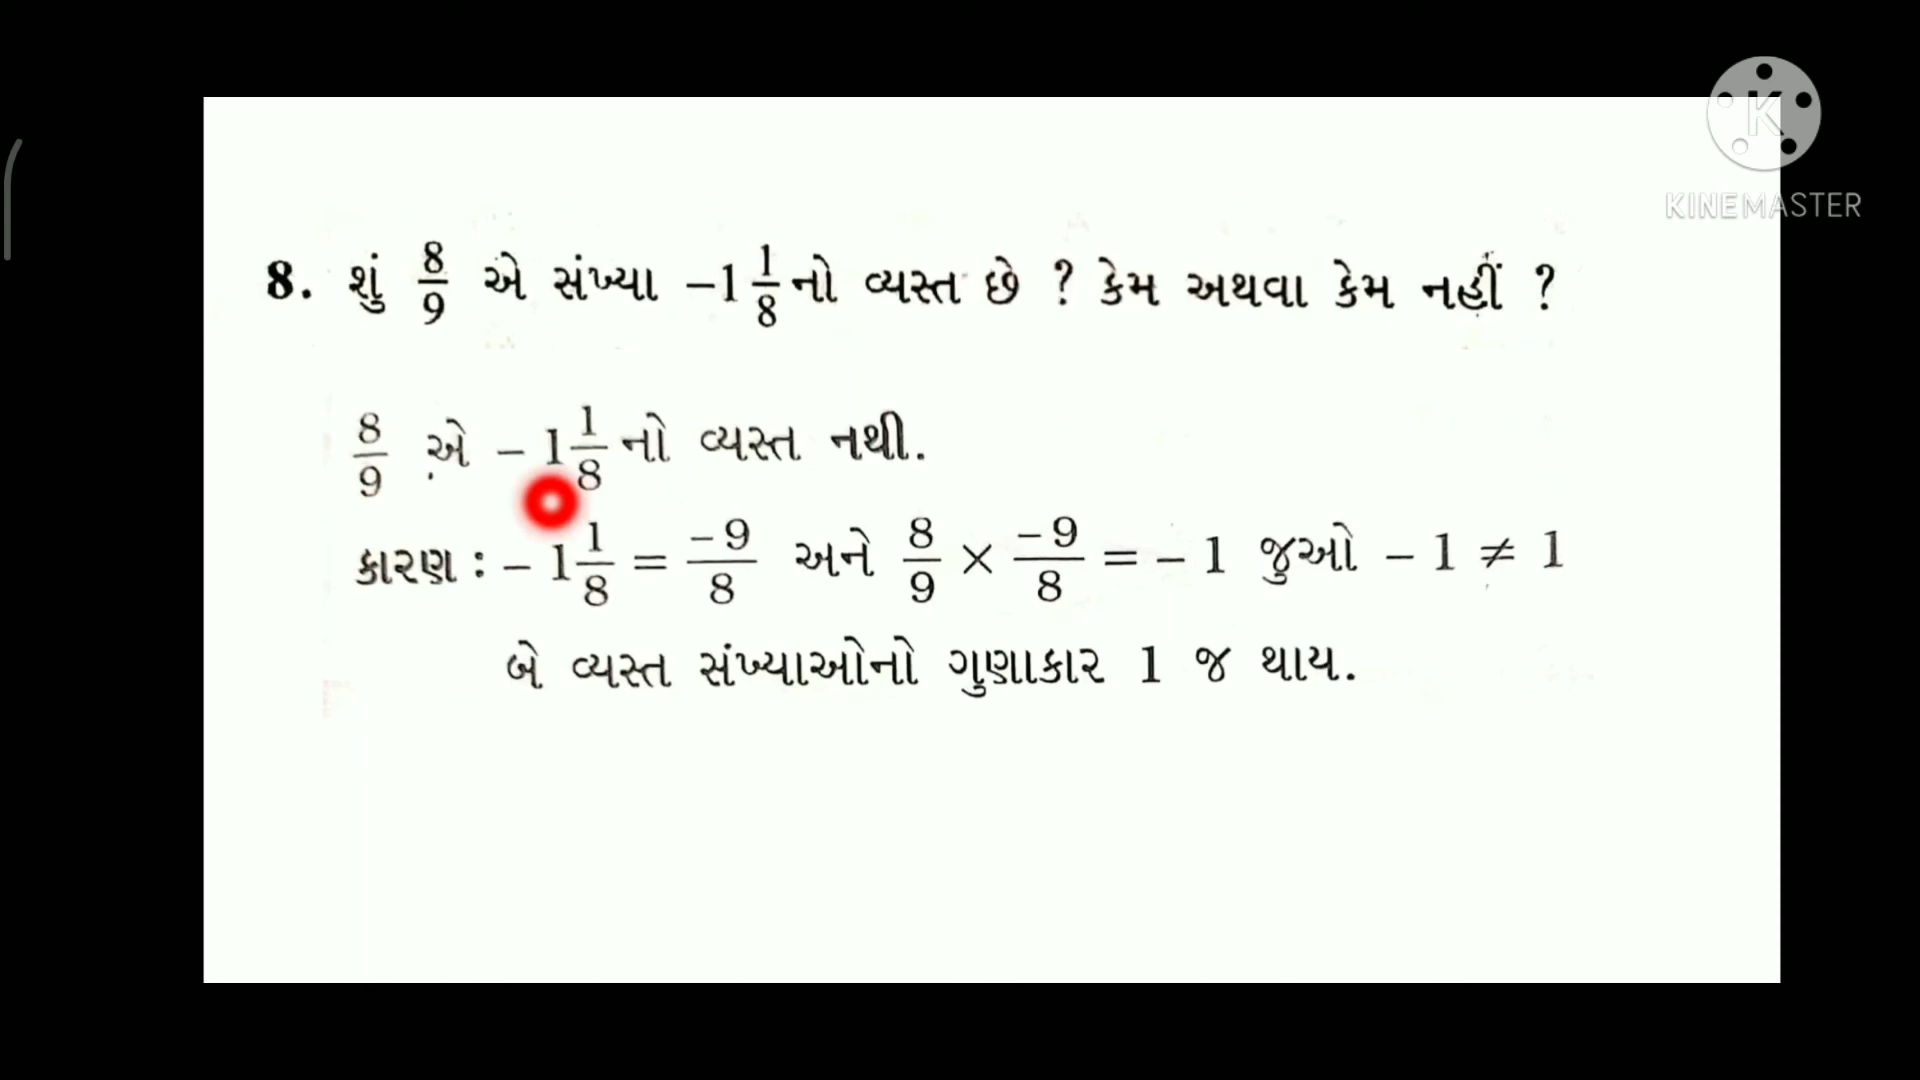 KINEMASTER
8. શું 8/9 એ સંખ્યા -1 1/8 નો વ્યસ્ત છે ? કેમ અથવા કેમ નહીં ?
8/9 એ - 1 1/8 નો વ્યસ્ત નથી.
કારણ : - 1 1/8 = -9/8 અને 8/9 × -9/8 = - 1 જુઓ - 1 ≠ 1
બે વ્યસ્ત સંખ્યાઓનો ગુણાકાર 1 જ થાય.